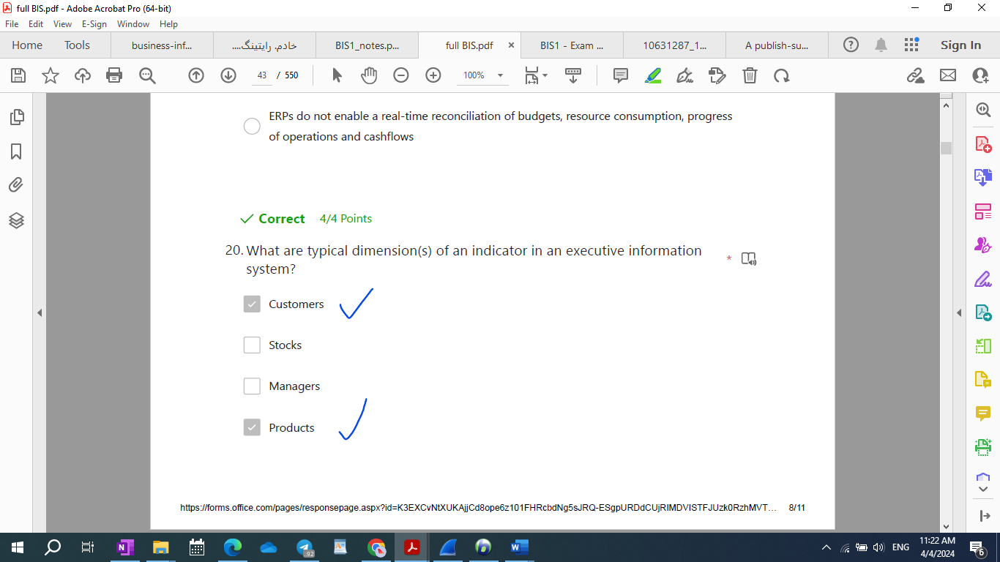 full BIS.pdf - Adobe Acrobat Pro (64-bit)
File Edit View E-Sign Window Help
Home Tools business-inf... خادم. رایتینگ.... BIS1_notes.p... full BIS.pdf BIS1 - Exam ... 10631287_1... A publish-su... Sign In
43 / 550 100%
ERPs do not enable a real-time reconciliation of budgets, resource consumption, progress
of operations and cashflows
Correct 4/4 Points
20. What are typical dimension(s) of an indicator in an executive information
system?
*
Customers
Stocks
Managers
Products
https://forms.office.com/pages/responsepage.aspx?id=K3EXCvNtXUKAjjCd8ope6z101FHRcbdNg5sJRQ-ESgpURDdCUjRIMDVISTFJUzk0RzhMVT... 8/11
92
ENG
11:22 AM
4/4/2024
6